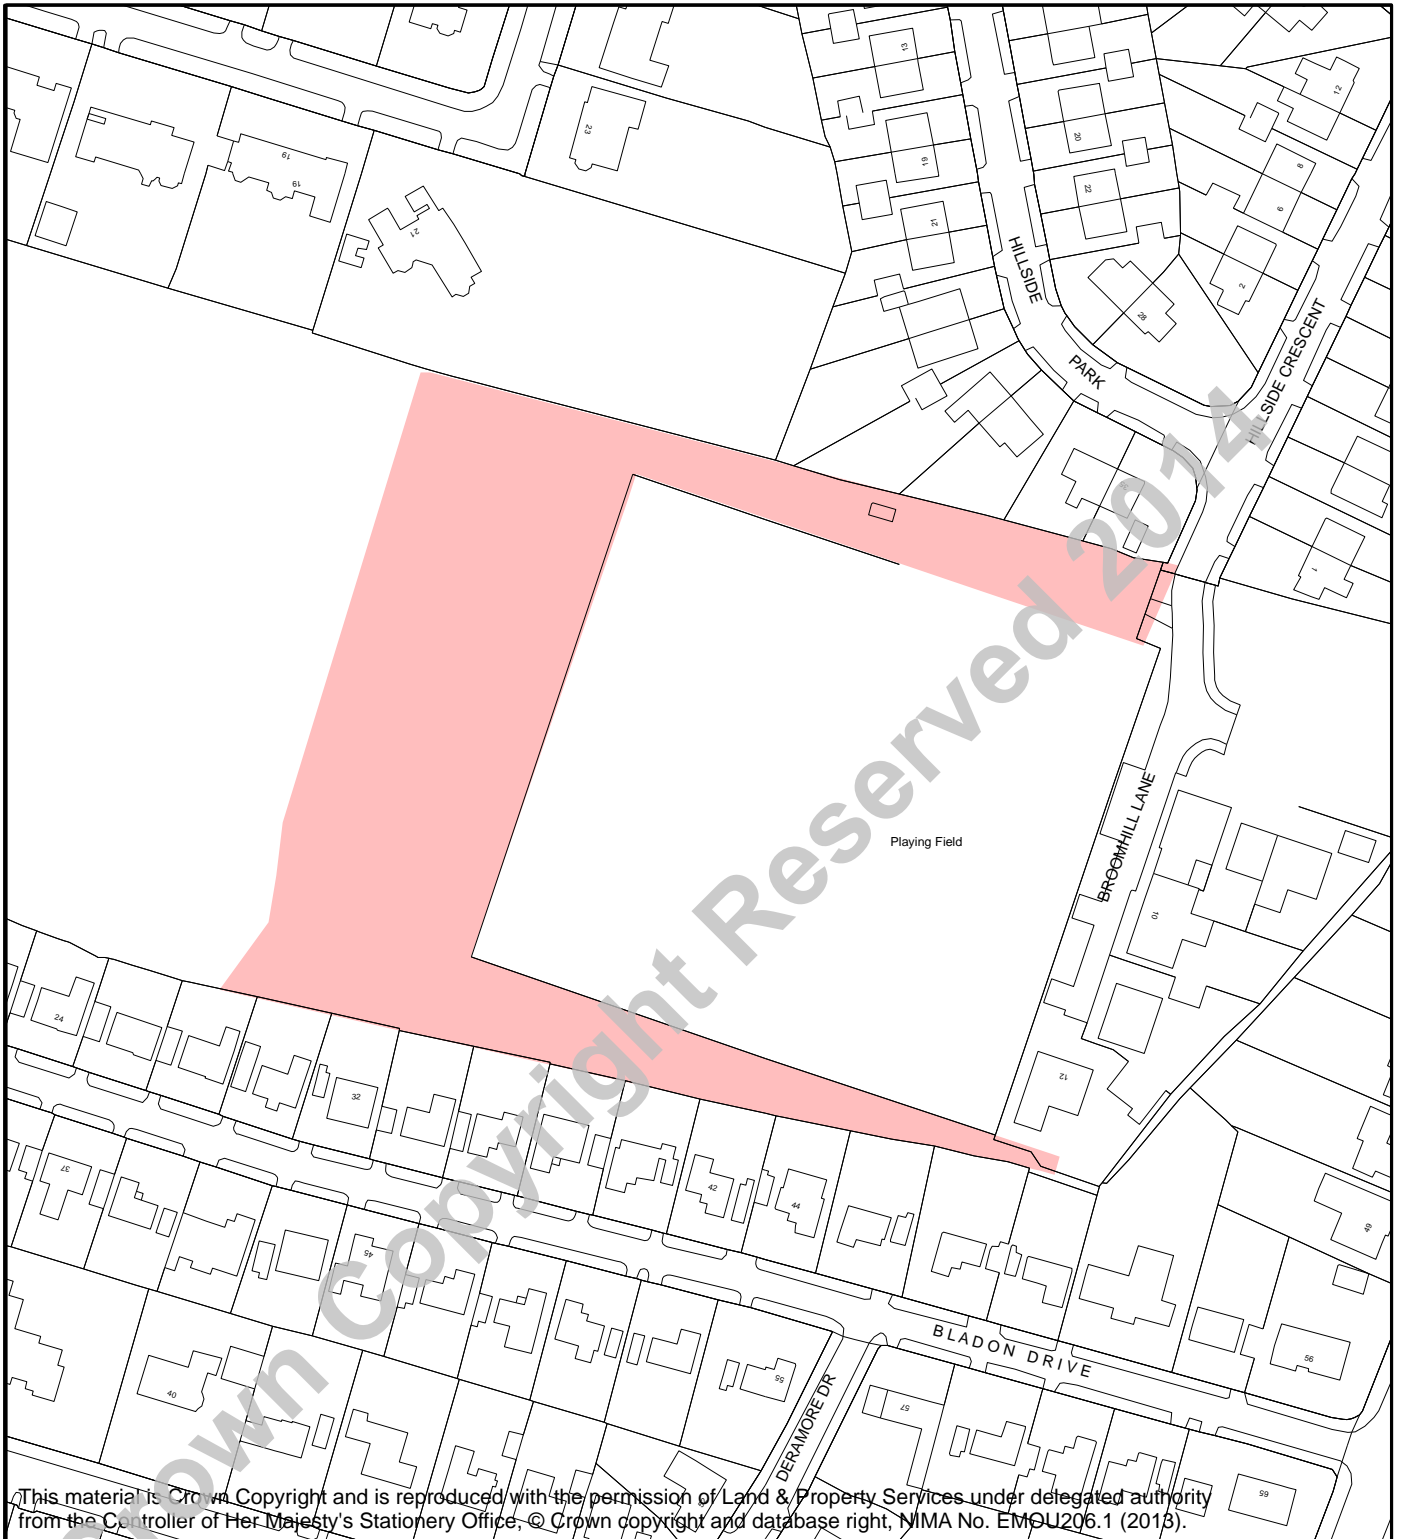 13
12
23
20
19
8
19
19
22
6
21
21
HILLSIDE
2
28
HILLSIDE CRESCENT
PARK
1
Playing Field
BROOMHILL LANE
10
24
12
32
37
42
44
49
45
BLADON DRIVE
56
55
40
DERAMORE DR
57
65
Crown Copyright Reserved 2014
This material is Crown Copyright and is reproduced with the permission of Land & Property Services under delegated authority
from the Controller of Her Majesty's Stationery Office, © Crown copyright and database right, NIMA No. EMOU206.1 (2013).